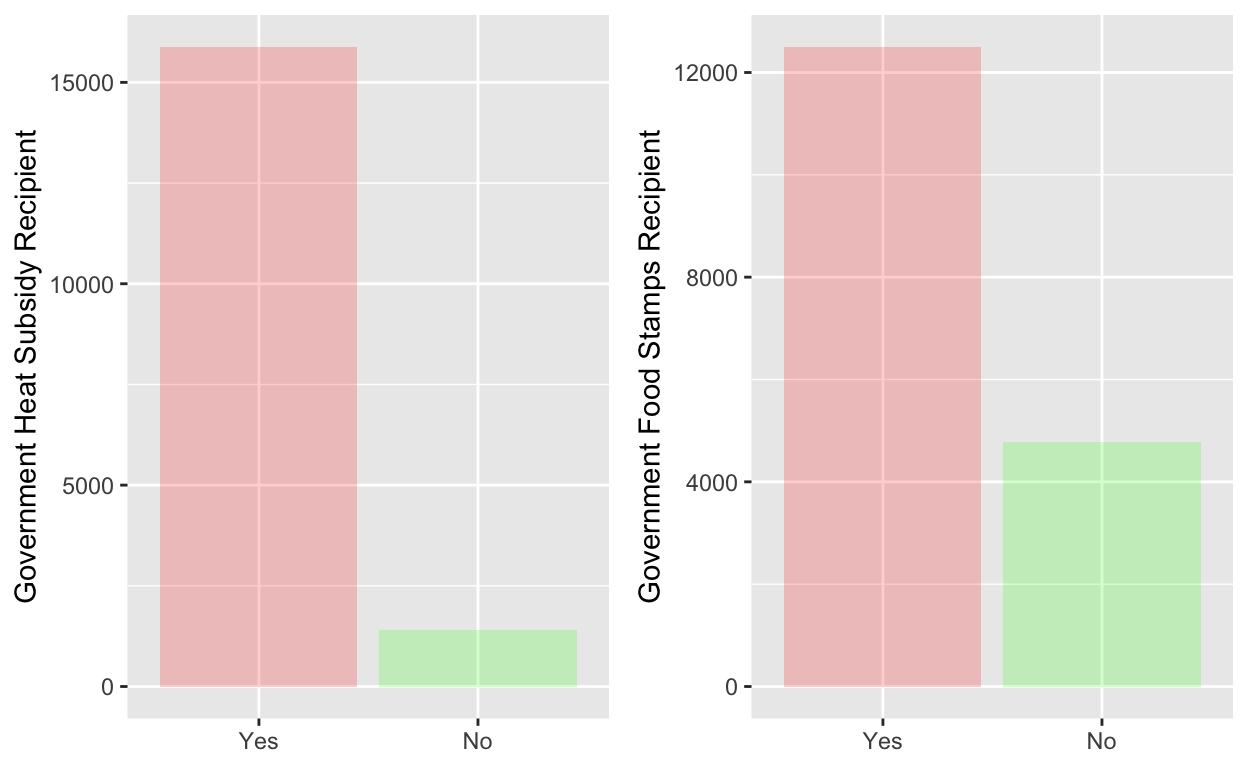 Government Heat Subsidy Recipient
15000
10000
5000
0
Yes No
Government Food Stamps Recipient
12000
8000
4000
0
Yes No